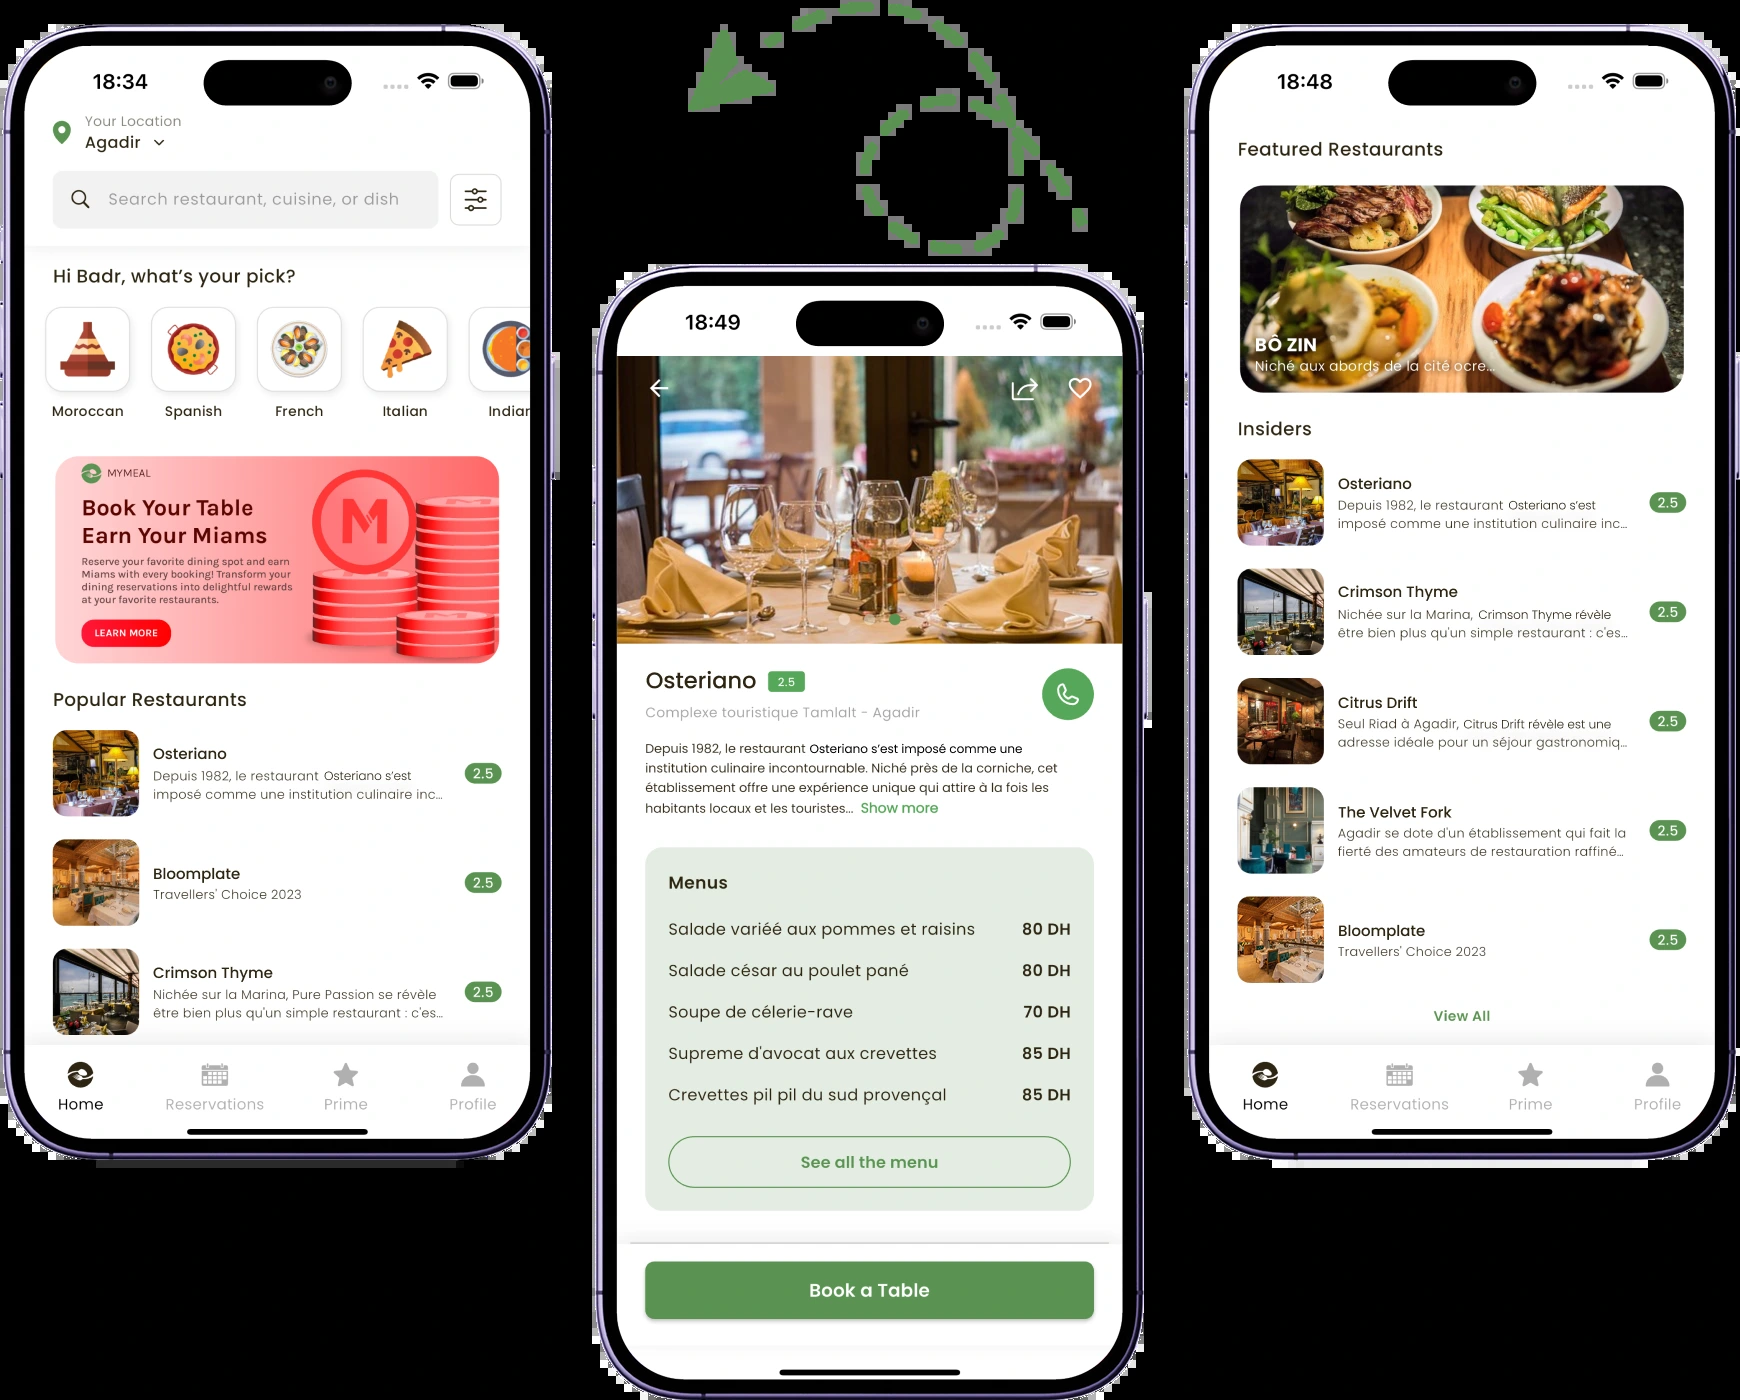 18:34
Your Location
Agadir
Search restaurant, cuisine, or dish
Hi Badr, what's your pick?
Moroccan
Spanish
French
Italian
Indian
MYMEAL
Book Your Table
Earn Your Miams
Reserve your favorite dining spot and earn
Miams with every booking! Transform your
dining reservations into delightful rewards
at your favorite restaurants.
LEARN MORE
M
Popular Restaurants
Osteriano
Depuis 1982, le restaurant Osteriano s'est
imposé comme une institution culinaire inc...
2.5
Bloomplate
Travellers' Choice 2023
2.5
Crimson Thyme
Nichée sur la Marina, Pure Passion se révèle
être bien plus qu'un simple restaurant : c'es...
2.5
Home
Reservations
Prime
Profile
18:49
Osteriano 2.5
Complexe touristique Tamlalt - Agadir
Depuis 1982, le restaurant Osteriano s'est imposé comme une
institution culinaire incontournable. Niché près de la corniche, cet
établissement offre une expérience unique qui attire à la fois les
habitants locaux et les touristes... Show more
Menus
Salade variéé aux pommes et raisins 80 DH
Salade césar au poulet pané 80 DH
Soupe de célerie-rave 70 DH
Supreme d'avocat aux crevettes 85 DH
Crevettes pil pil du sud provençal 85 DH
See all the menu
Book a Table
18:48
Featured Restaurants
BÔ ZIN
Niché aux abords de la cité ocre...
Insiders
Osteriano
Depuis 1982, le restaurant Osteriano s'est
imposé comme une institution culinaire inc...
2.5
Crimson Thyme
Nichée sur la Marina, Crimson Thyme révèle
être bien plus qu'un simple restaurant : c'es...
2.5
Citrus Drift
Seul Riad à Agadir, Citrus Drift révèle est une
adresse idéale pour un séjour gastronomiq...
2.5
The Velvet Fork
Agadir se dote d'un établissement qui fait la
fierté des amateurs de restauration raffiné...
2.5
Bloomplate
Travellers' Choice 2023
2.5
View All
Home
Reservations
Prime
Profile